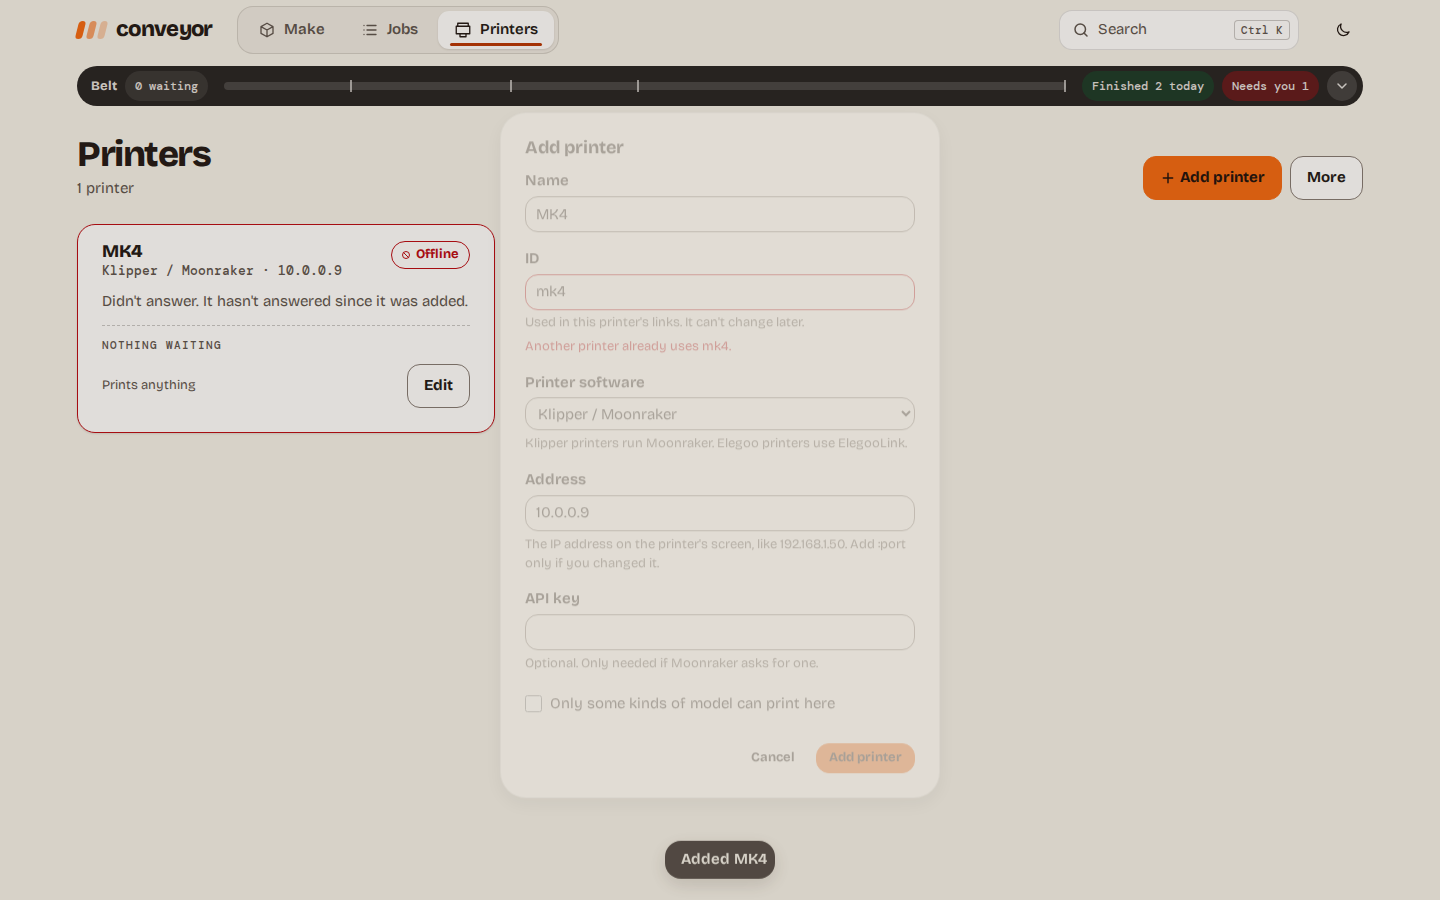 conveyor
Make
Jobs
Printers
Search
Ctrl K
Belt
0 waiting
Finished 2 today
Needs you 1
Printers
1 printer
+ Add printer
More
MK4
Offline
Klipper / Moonraker · 10.0.0.9
Didn't answer. It hasn't answered since it was added.
NOTHING WAITING
Prints anything
Edit
Add printer
Name
MK4
ID
mk4
Used in this printer's links. It can't change later.
Another printer already uses mk4.
Printer software
Klipper / Moonraker
Klipper printers run Moonraker. Elegoo printers use ElegooLink.
Address
10.0.0.9
The IP address on the printer's screen, like 192.168.1.50. Add :port
only if you changed it.
API key
Optional. Only needed if Moonraker asks for one.
Only some kinds of model can print here
Cancel
Add printer
Added MK4